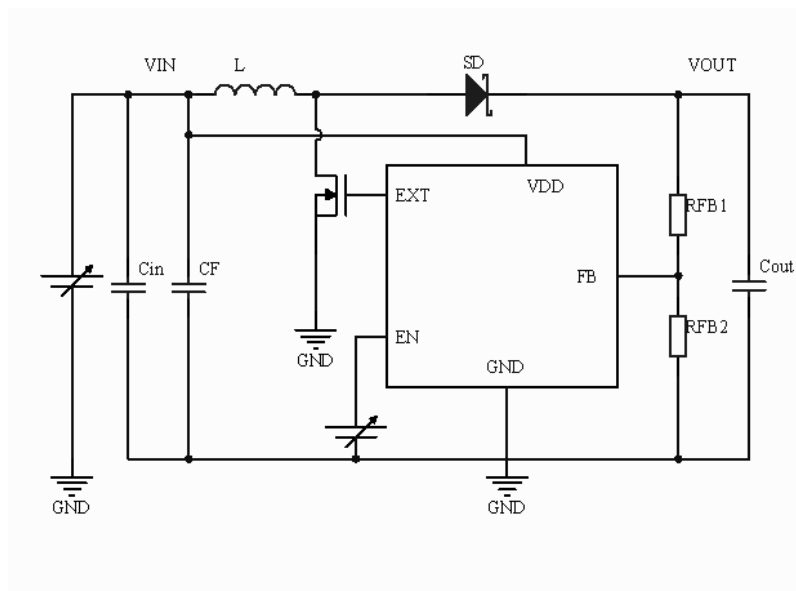 VIN
L
SD
VOUT
EXT
VDD
RFB1
Cin
CF
FB
Cout
RFB2
EN
GND
GND
GND
GND